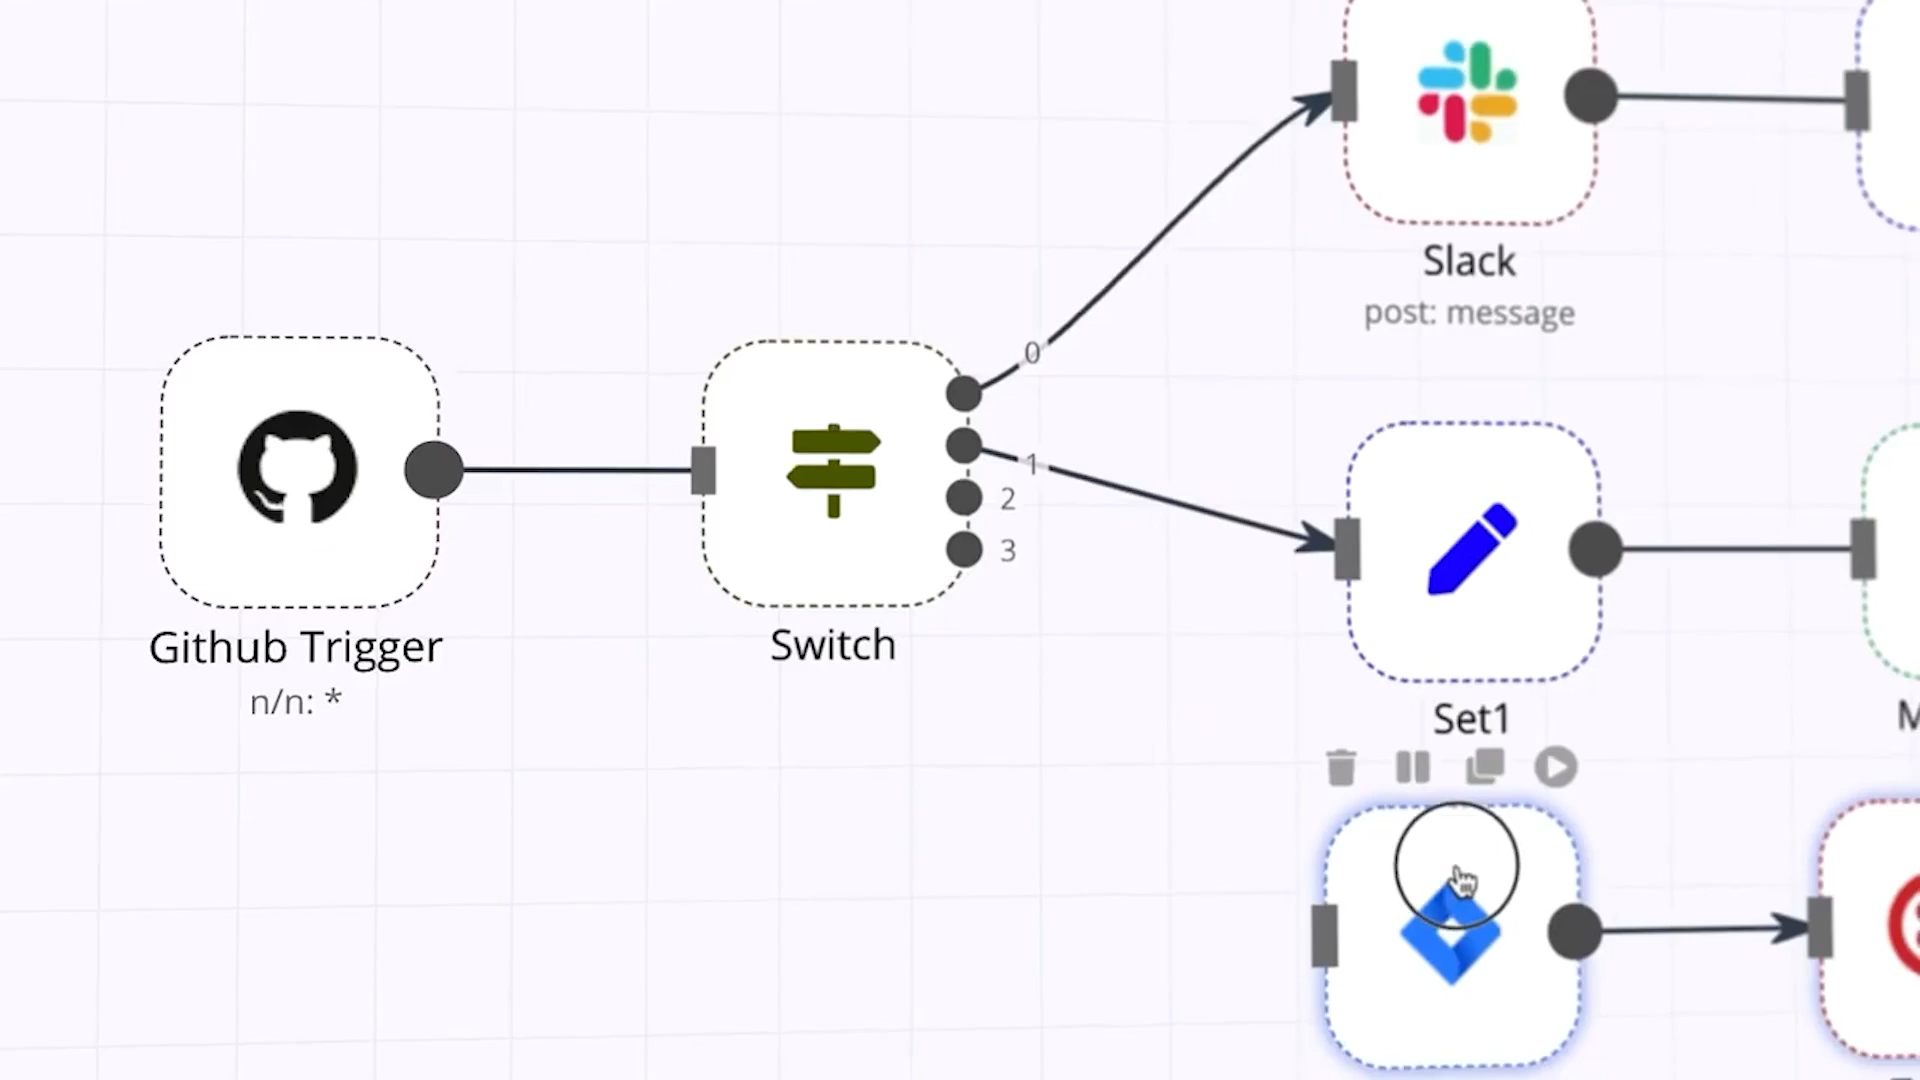 Slack
post: message
0
1
2
3
Github Trigger
n/n: *
Switch
Set1
M